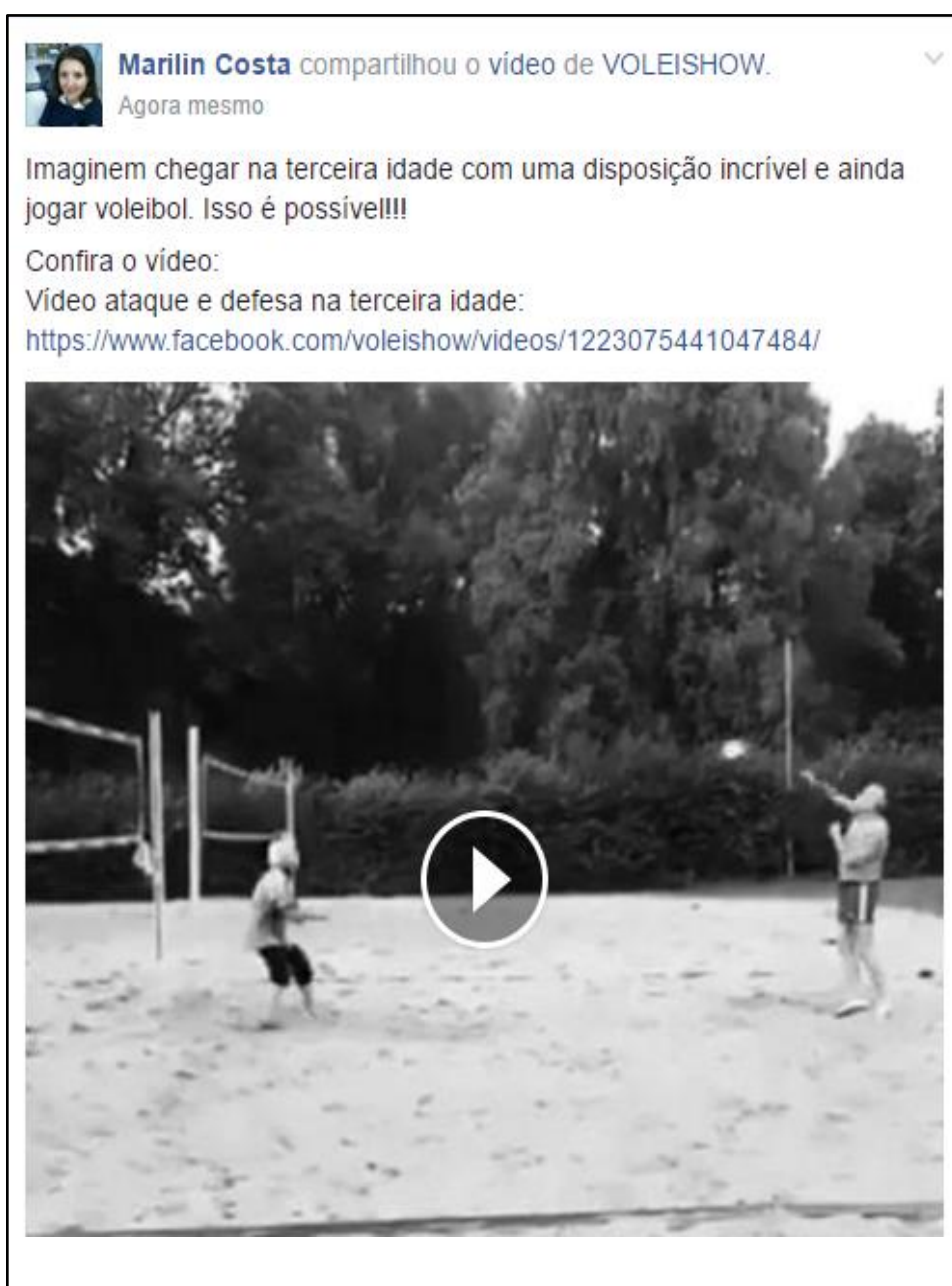 Marilin Costa compartilhou o vídeo de VOLEISHOW.
Agora mesmo
Imaginem chegar na terceira idade com uma disposição incrível e ainda
jogar voleibol. Isso é possível!!!
Confira o vídeo:
Vídeo ataque e defesa na terceira idade:
https://www.facebook.com/voleishow/videos/1223075441047484/